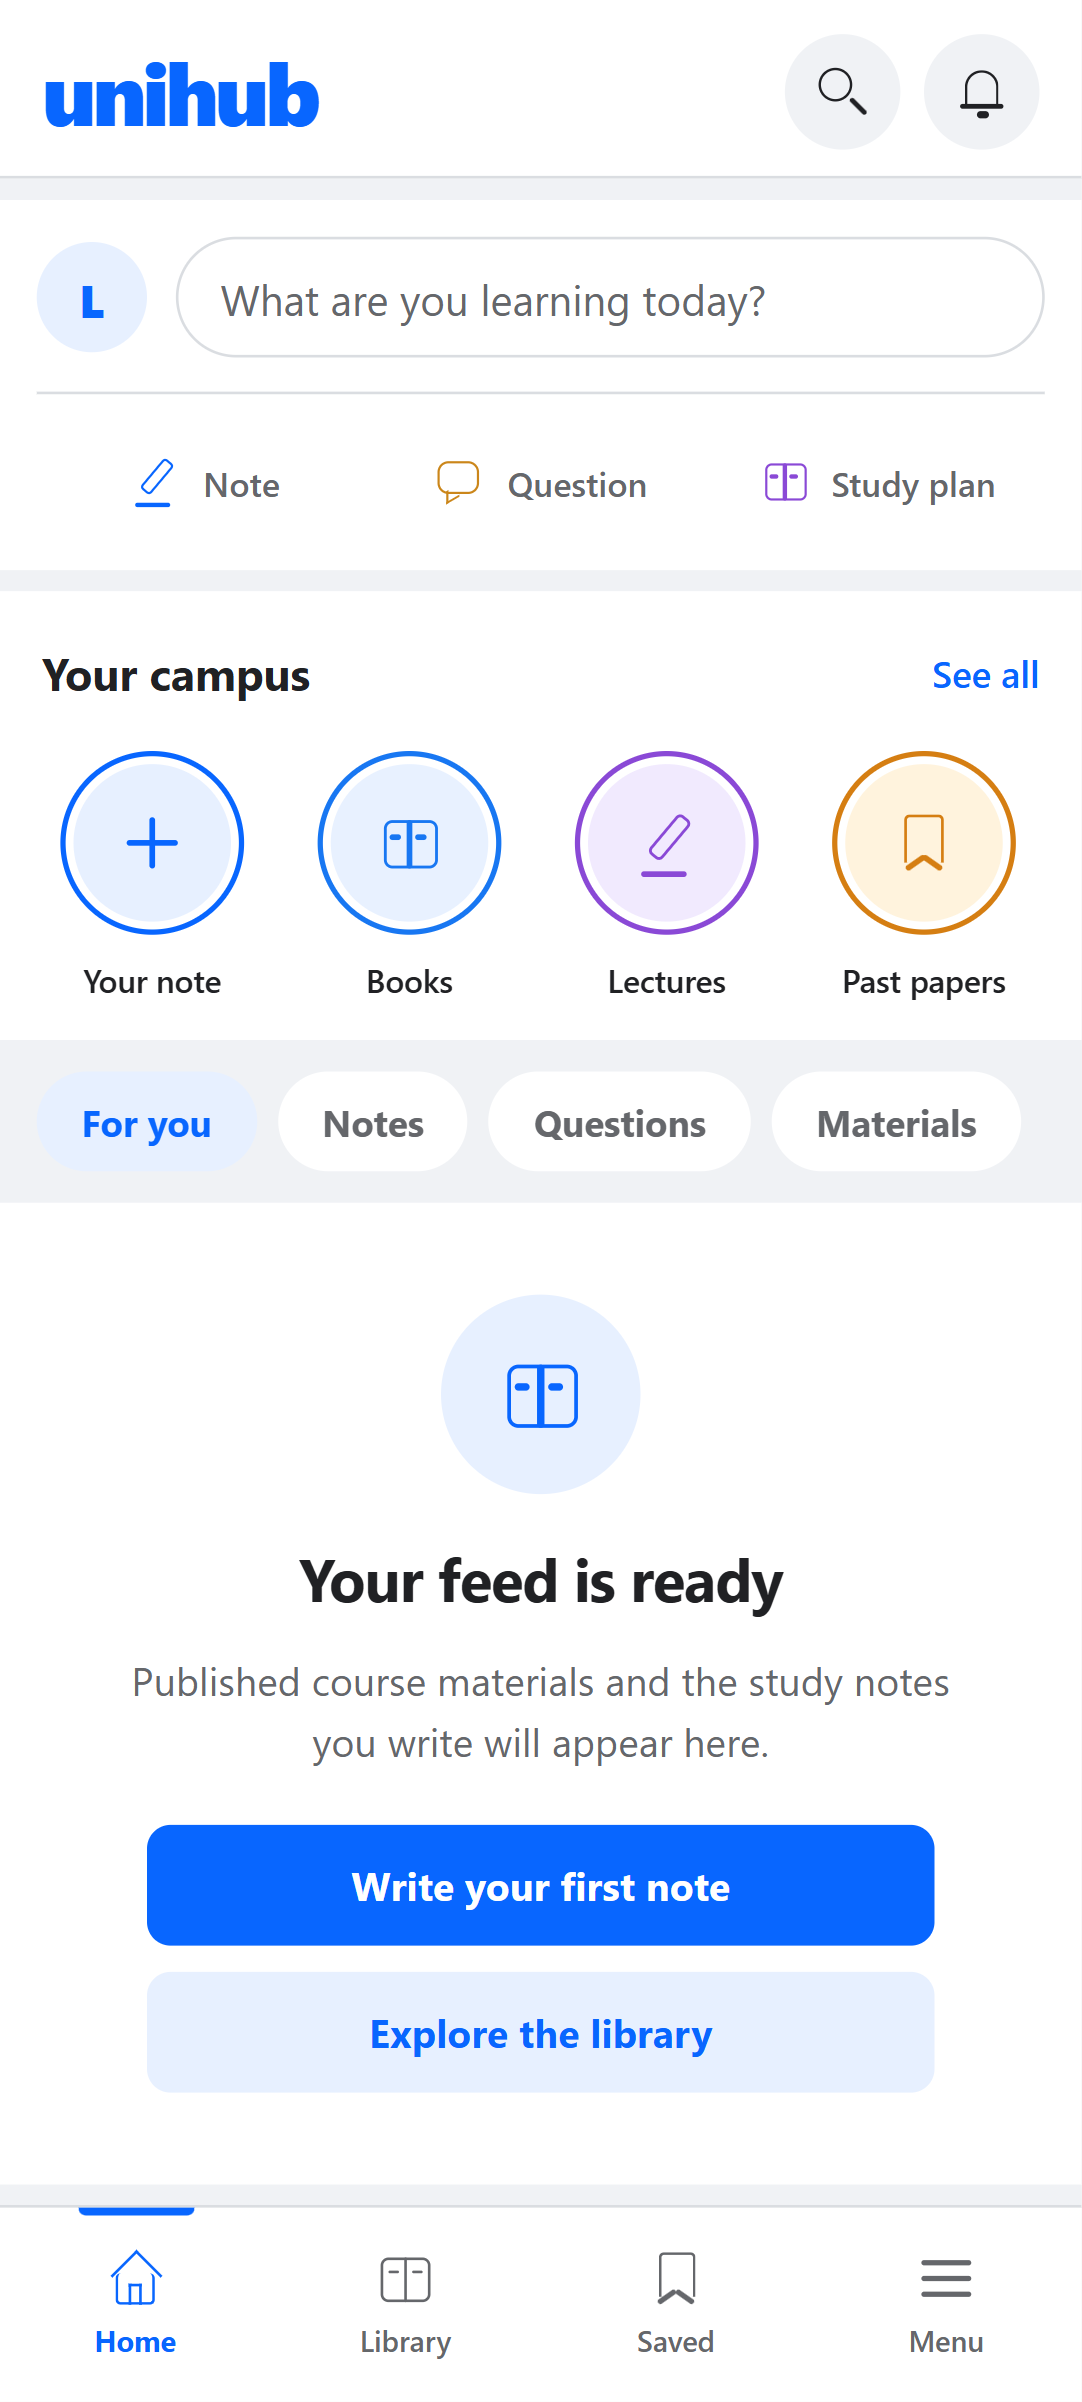 unihub
L
What are you learning today?
Note
Question
Study plan
Your campus
See all
Your note
Books
Lectures
Past papers
For you
Notes
Questions
Materials
Your feed is ready
Published course materials and the study notes
you write will appear here.
Write your first note
Explore the library
Home
Library
Saved
Menu